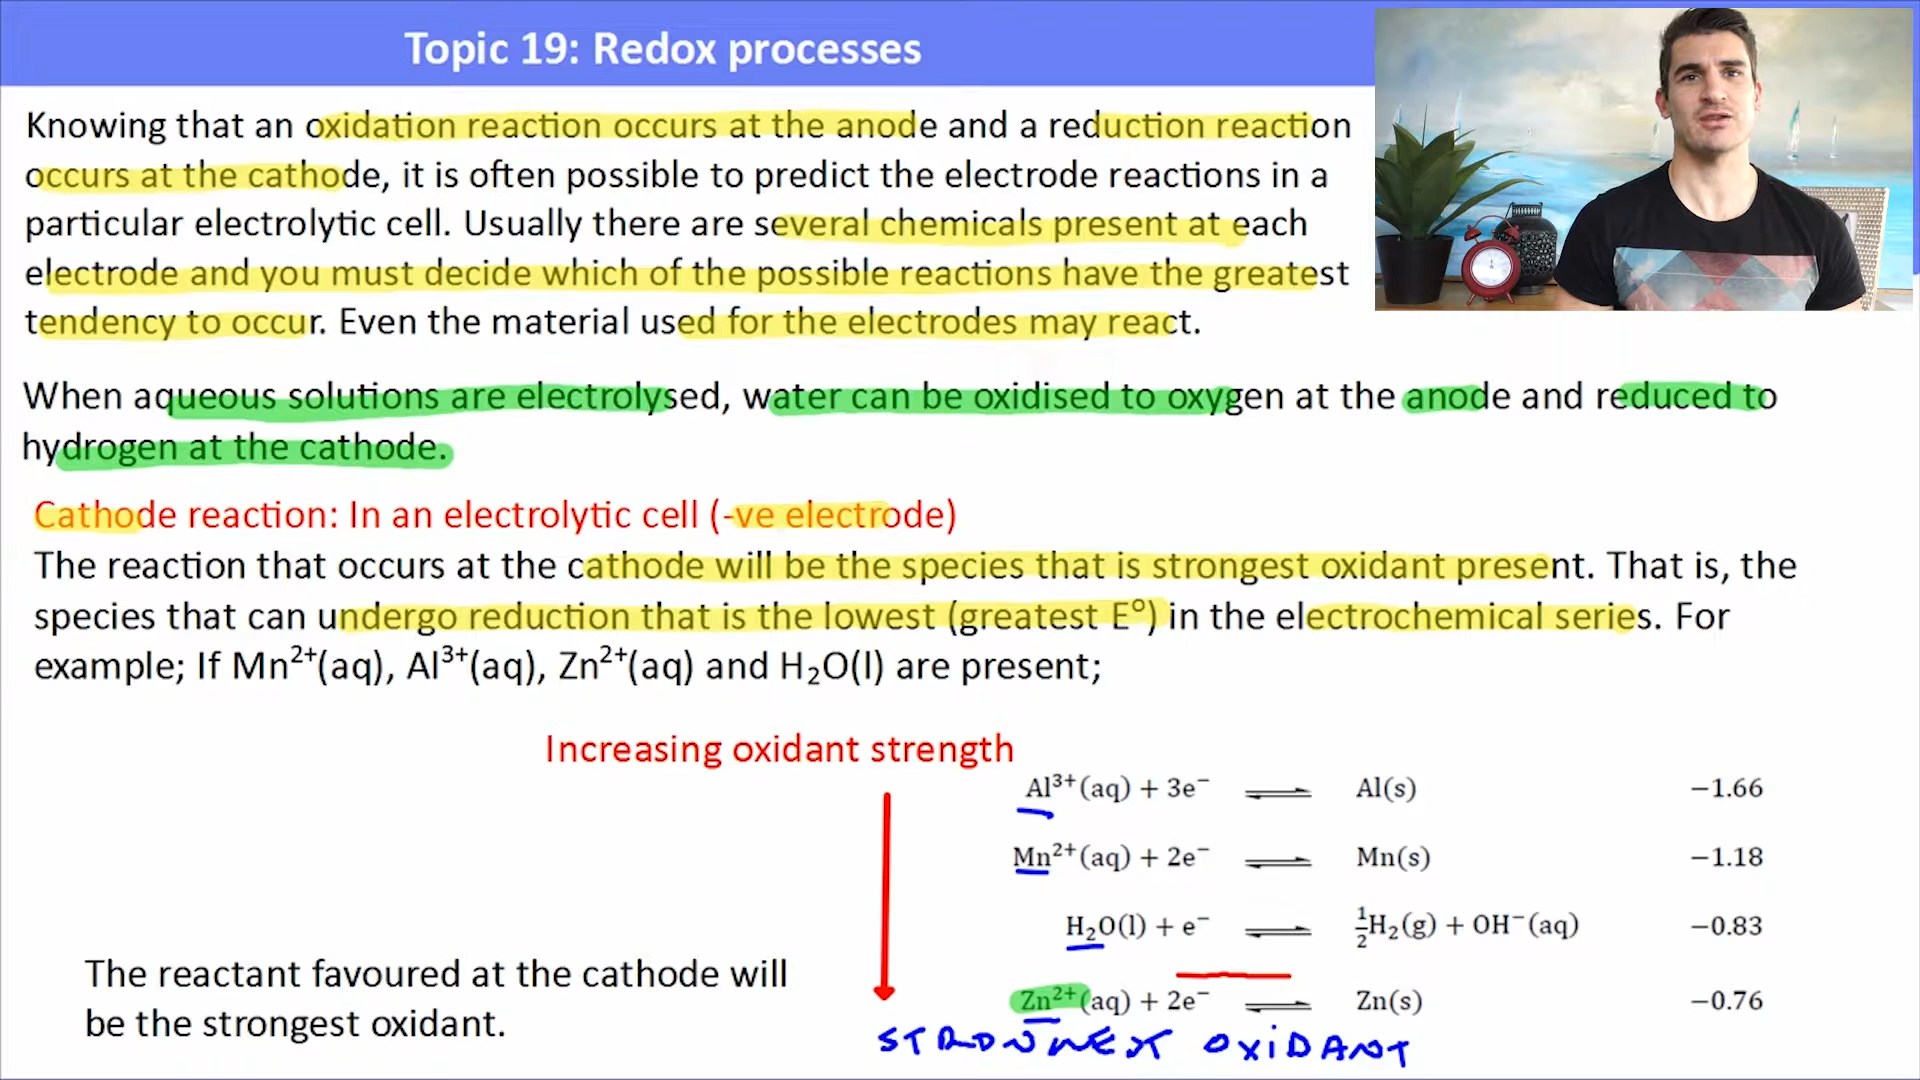 Topic 19: Redox processes
Knowing that an oxidation reaction occurs at the anode and a reduction reaction
occurs at the cathode, it is often possible to predict the electrode reactions in a
particular electrolytic cell. Usually there are several chemicals present at each
electrode and you must decide which of the possible reactions have the greatest
tendency to occur. Even the material used for the electrodes may react.
When aqueous solutions are electrolysed, water can be oxidised to oxygen at the anode and reduced to
hydrogen at the cathode.
Cathode reaction: In an electrolytic cell (-ve electrode)
The reaction that occurs at the cathode will be the species that is strongest oxidant present. That is, the
species that can undergo reduction that is the lowest (greatest E°) in the electrochemical series. For
example; If Mn²⁺(aq), Al³⁺(aq), Zn²⁺(aq) and H₂O(l) are present;
Increasing oxidant strength
Al³⁺(aq) + 3e⁻ ⇌ Al(s) −1.66
Mn²⁺(aq) + 2e⁻ ⇌ Mn(s) −1.18
H₂O(l) + e⁻ ⇌ ½H₂(g) + OH⁻(aq) −0.83
Zn²⁺(aq) + 2e⁻ ⇌ Zn(s) −0.76
The reactant favoured at the cathode will
be the strongest oxidant.
OXiDANT